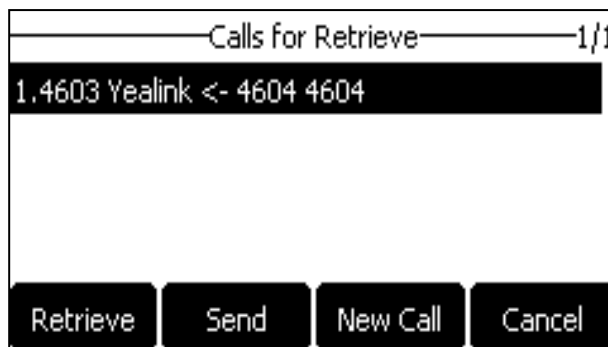 Calls for Retrieve 1/1
1.4603 Yealink <- 4604 4604
Retrieve Send New Call Cancel